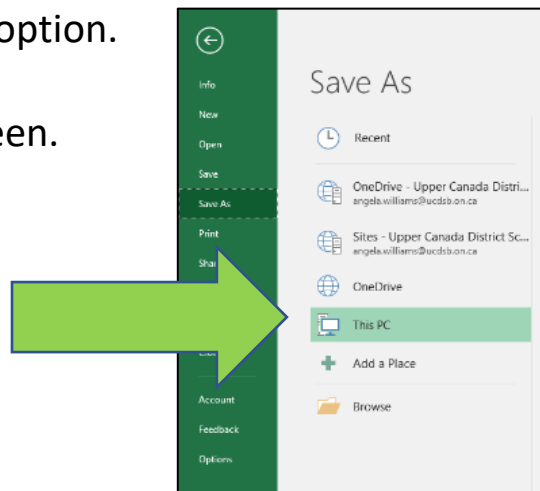 option.
een.
Info
New
Open
Save
Save As
Print
Account
Feedback
Options
Save As
Recent
OneDrive - Upper Canada Distri...
angela.williams@ucdsb.on.ca
Sites - Upper Canada District Sc...
angela.williams@ucdsb.on.ca
OneDrive
This PC
Add a Place
Browse